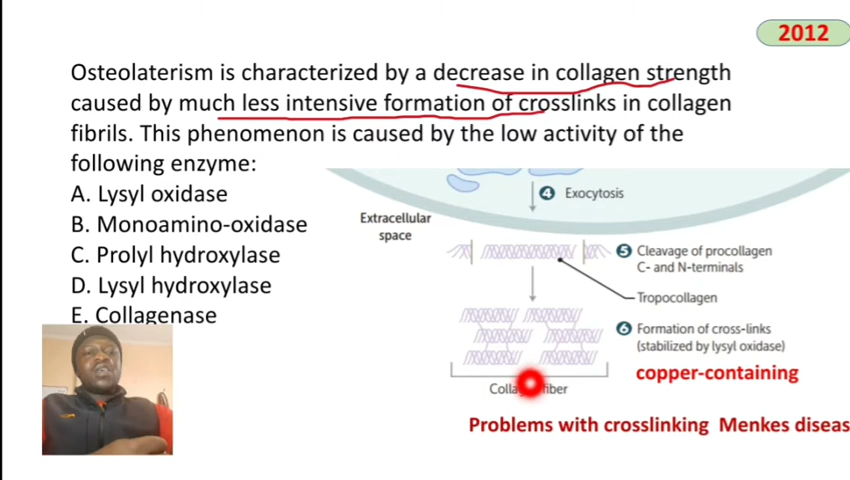 2012
Osteolaterism is characterized by a decrease in collagen strength
caused by much less intensive formation of crosslinks in collagen
fibrils. This phenomenon is caused by the low activity of the
following enzyme:
A. Lysyl oxidase
B. Monoamino-oxidase
C. Prolyl hydroxylase
D. Lysyl hydroxylase
E. Collagenase
4 Exocytosis
Extracellular
space
5 Cleavage of procollagen
C- and N-terminals
Tropocollagen
6 Formation of cross-links
(stabilized by lysyl oxidase)
copper-containing
Problems with crosslinking Menkes diseas